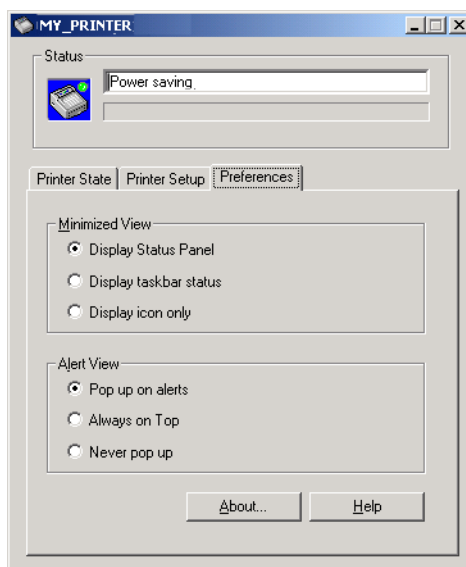 MY_PRINTER
Status
Power saving.
Printer State Printer Setup Preferences
Minimized View
Display Status Panel
Display taskbar status
Display icon only
Alert View
Pop up on alerts
Always on Top
Never pop up
About... Help